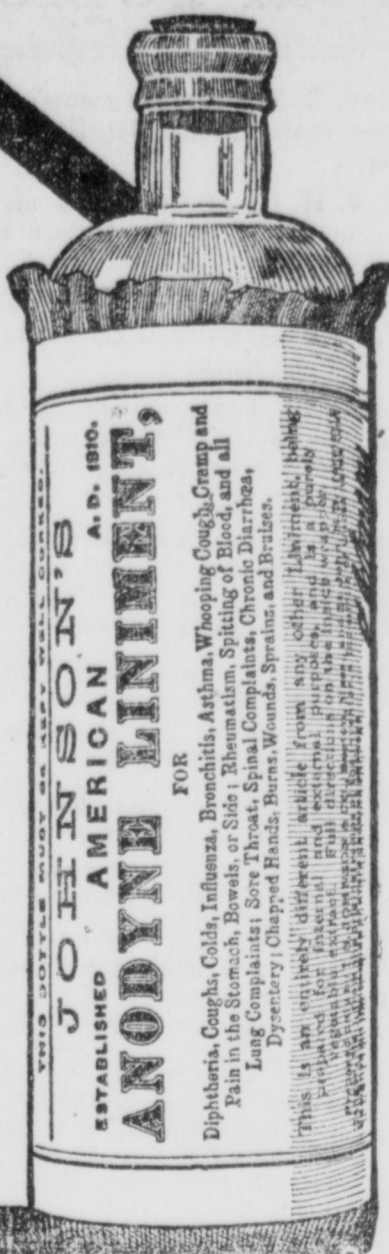 THIS BOTTLE MUST BE KEPT WELL CORKED.
JOHNSON'S
AMERICAN
ESTABLISHED A. D. 1810.
ANODYNE LINIMENT,
FOR
Diphtheria, Coughs, Colds, Influenza, Bronchitis, Asthma, Whooping Cough, Cramp and
Pain in the Stomach, Bowels, or Side; Rheumatism, Spitting of Blood, and all
Lung Complaints; Sore Throat, Spinal Complaints, Chronic Diarrhœa,
Dysentery; Chapped Hands, Burns, Wounds, Sprains, and Bruises.
This is an entirely different article from any other Liniment, being
prepared for internal and external purposes, and is a purely
vegetable extract. Full directions on the inside wrapper.